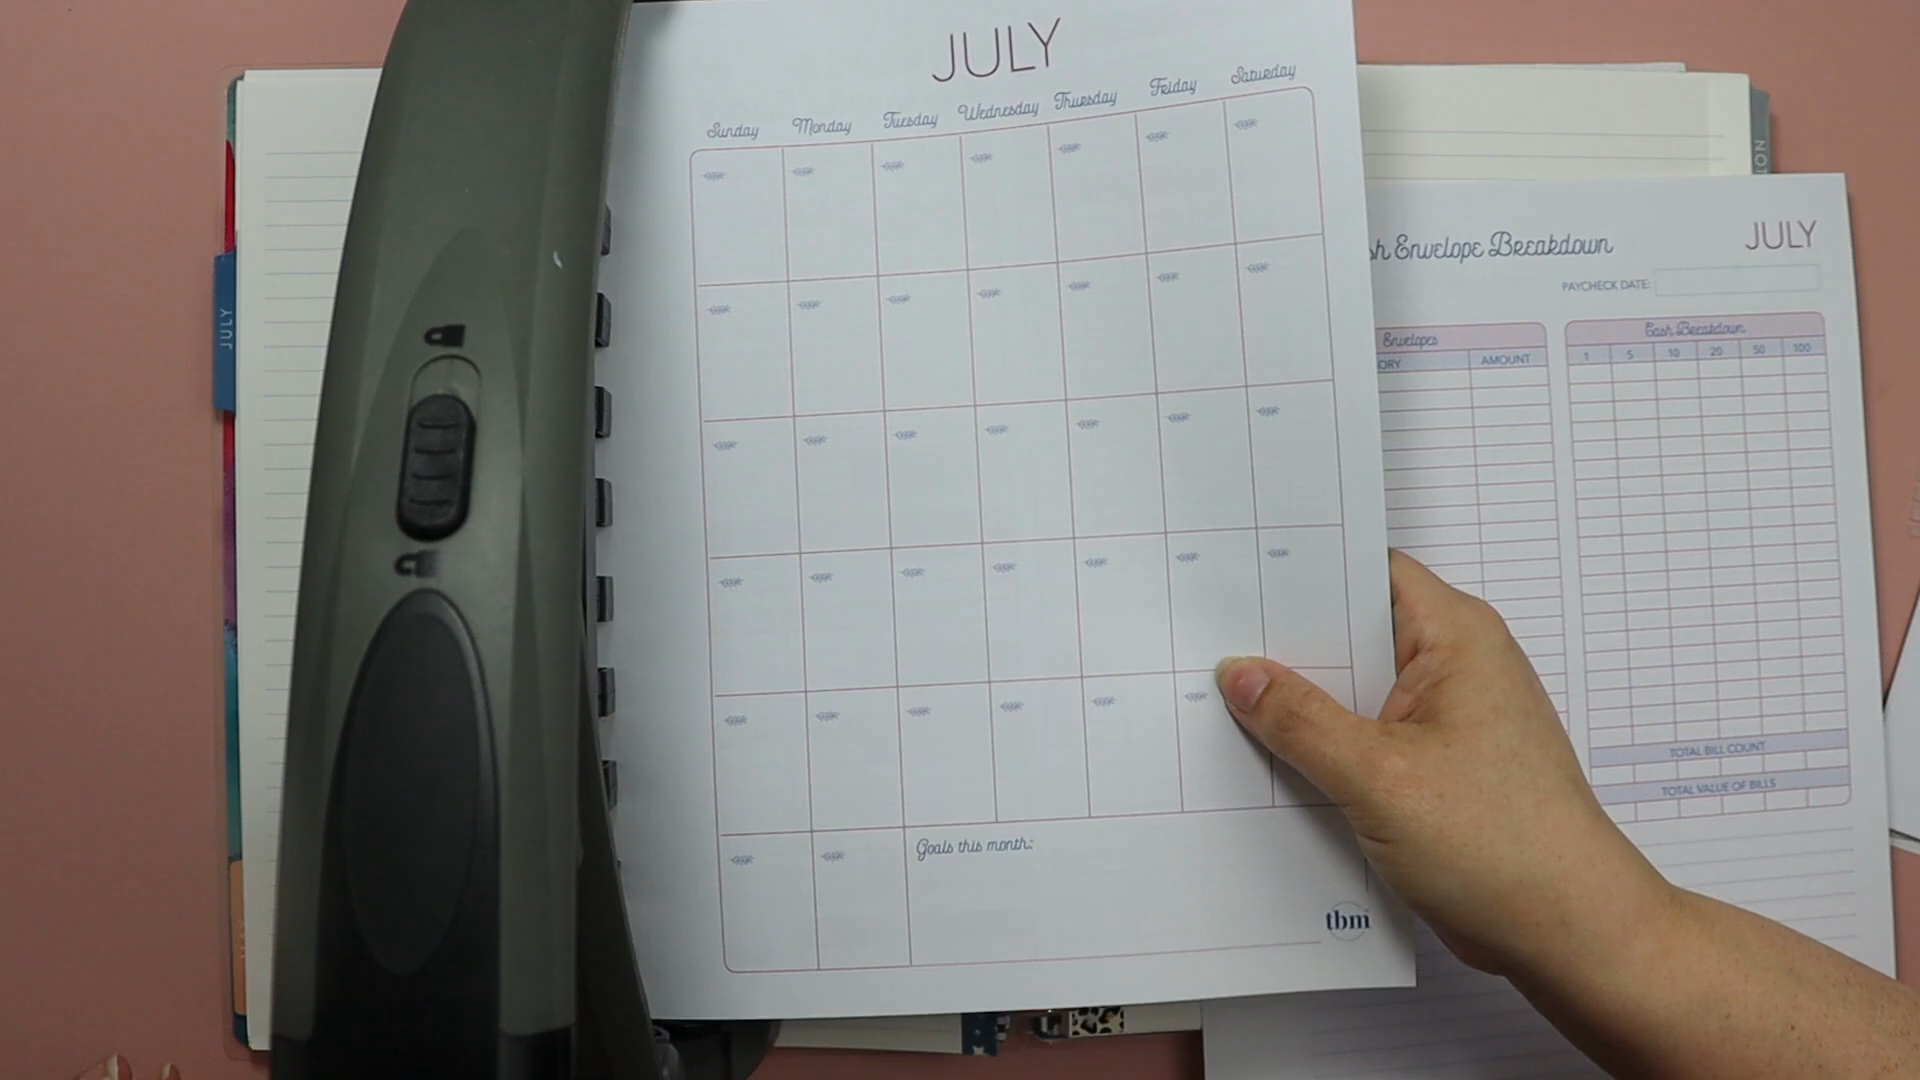 JULY
Sunday Monday Tuesday Wednesday Thursday Friday Saturday
Goals this month:
tbm
JULY
Envelope Breakdown
JULY
PAYCHECK DATE:
Envelopes
AMOUNT
Cash Breakdown
1 5 10 20 50 100
TOTAL BILL COUNT
TOTAL VALUE OF BILLS